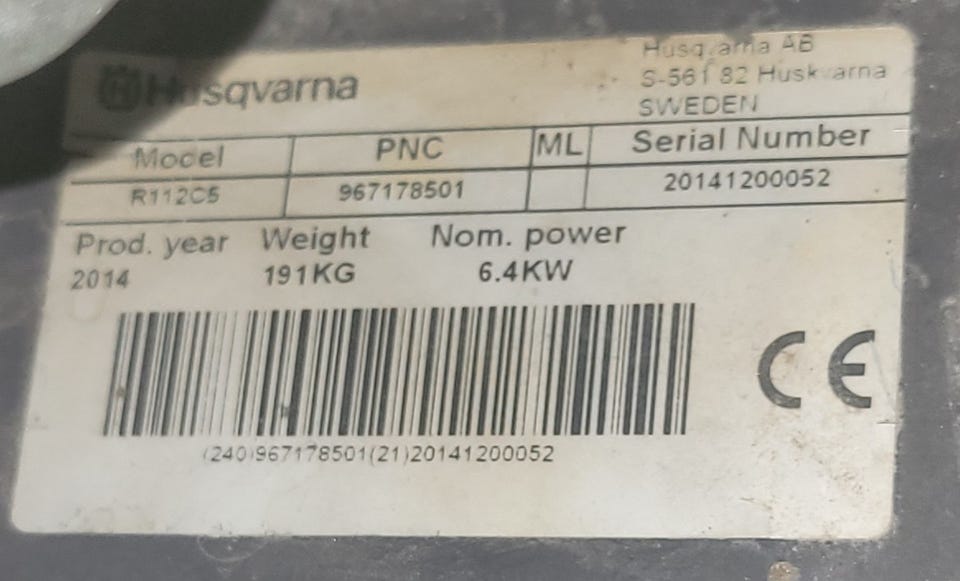 Husqvarna
Husqvarna AB
S-561 82 Huskvarna
SWEDEN
Model PNC ML Serial Number
R112C5 967178501 20141200052
Prod. year Weight Nom. power
2014 191KG 6.4KW
CE
(240)967178501(21)20141200052